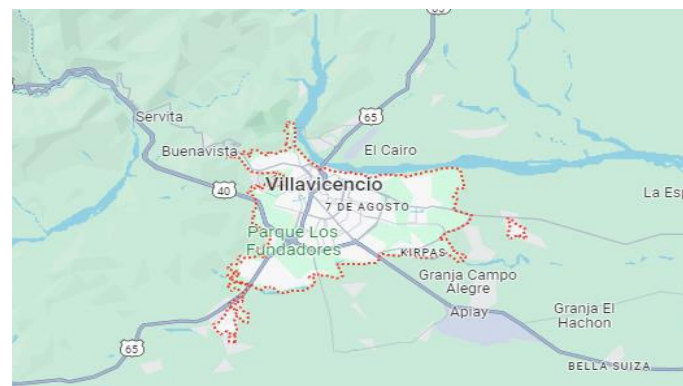 65
65
Servita
Buenavista
El Cairo
40
Villavicencio
7 DE AGOSTO
La Esp
Parque Los
Fundadores
KIRPAS
Granja Campo
Alegre
Apiay
Granja El
Hachon
65
BELLA SUIZA